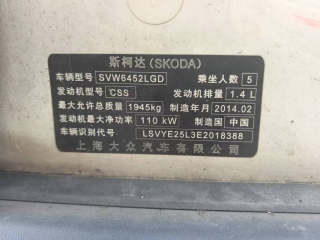 斯柯达(SKODA)
车辆型号 SVW6452LGD 乘坐人数 5
发动机型号 CSS 发动机排量 1.4 L
最大允许总质量 1945kg 制造年月 2014.02
发动机最大净功率 110 kW 制造国 中国
车辆识别代号 LSVYE25L3E2018388
上海大众汽车有限公司